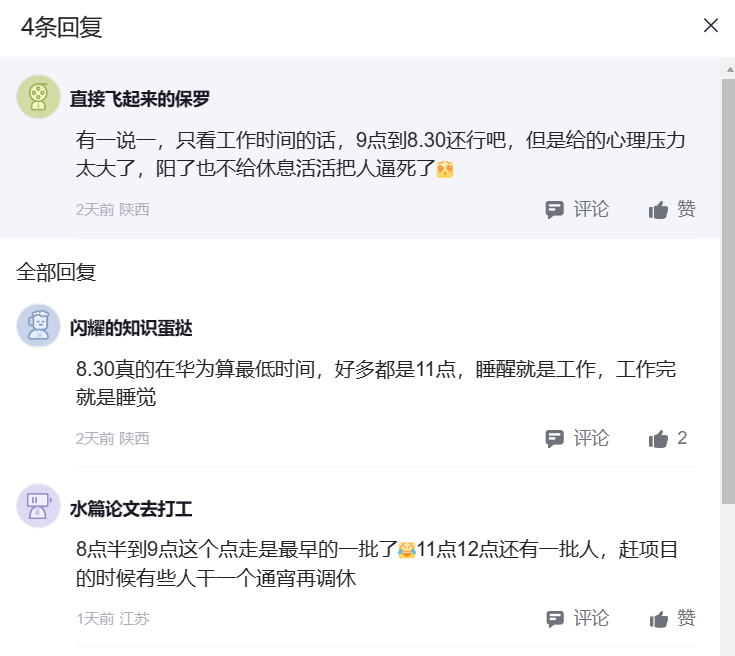 4条回复
直接飞起来的保罗
有一说一，只看工作时间的话，9点到8.30还行吧，但是给的心理压力
太大了，阳了也不给休息活活把人逼死了
2天前 陕西
评论
赞
全部回复
闪耀的知识蛋挞
8.30真的在华为算最低时间，好多都是11点，睡醒就是工作，工作完
就是睡觉
2天前 陕西
评论
2
水篇论文去打工
8点半到9点这个点走是最早的一批了😂11点12点还有一批人，赶项目
的时候有些人干一个通宵再调休
1天前 江苏
评论
赞